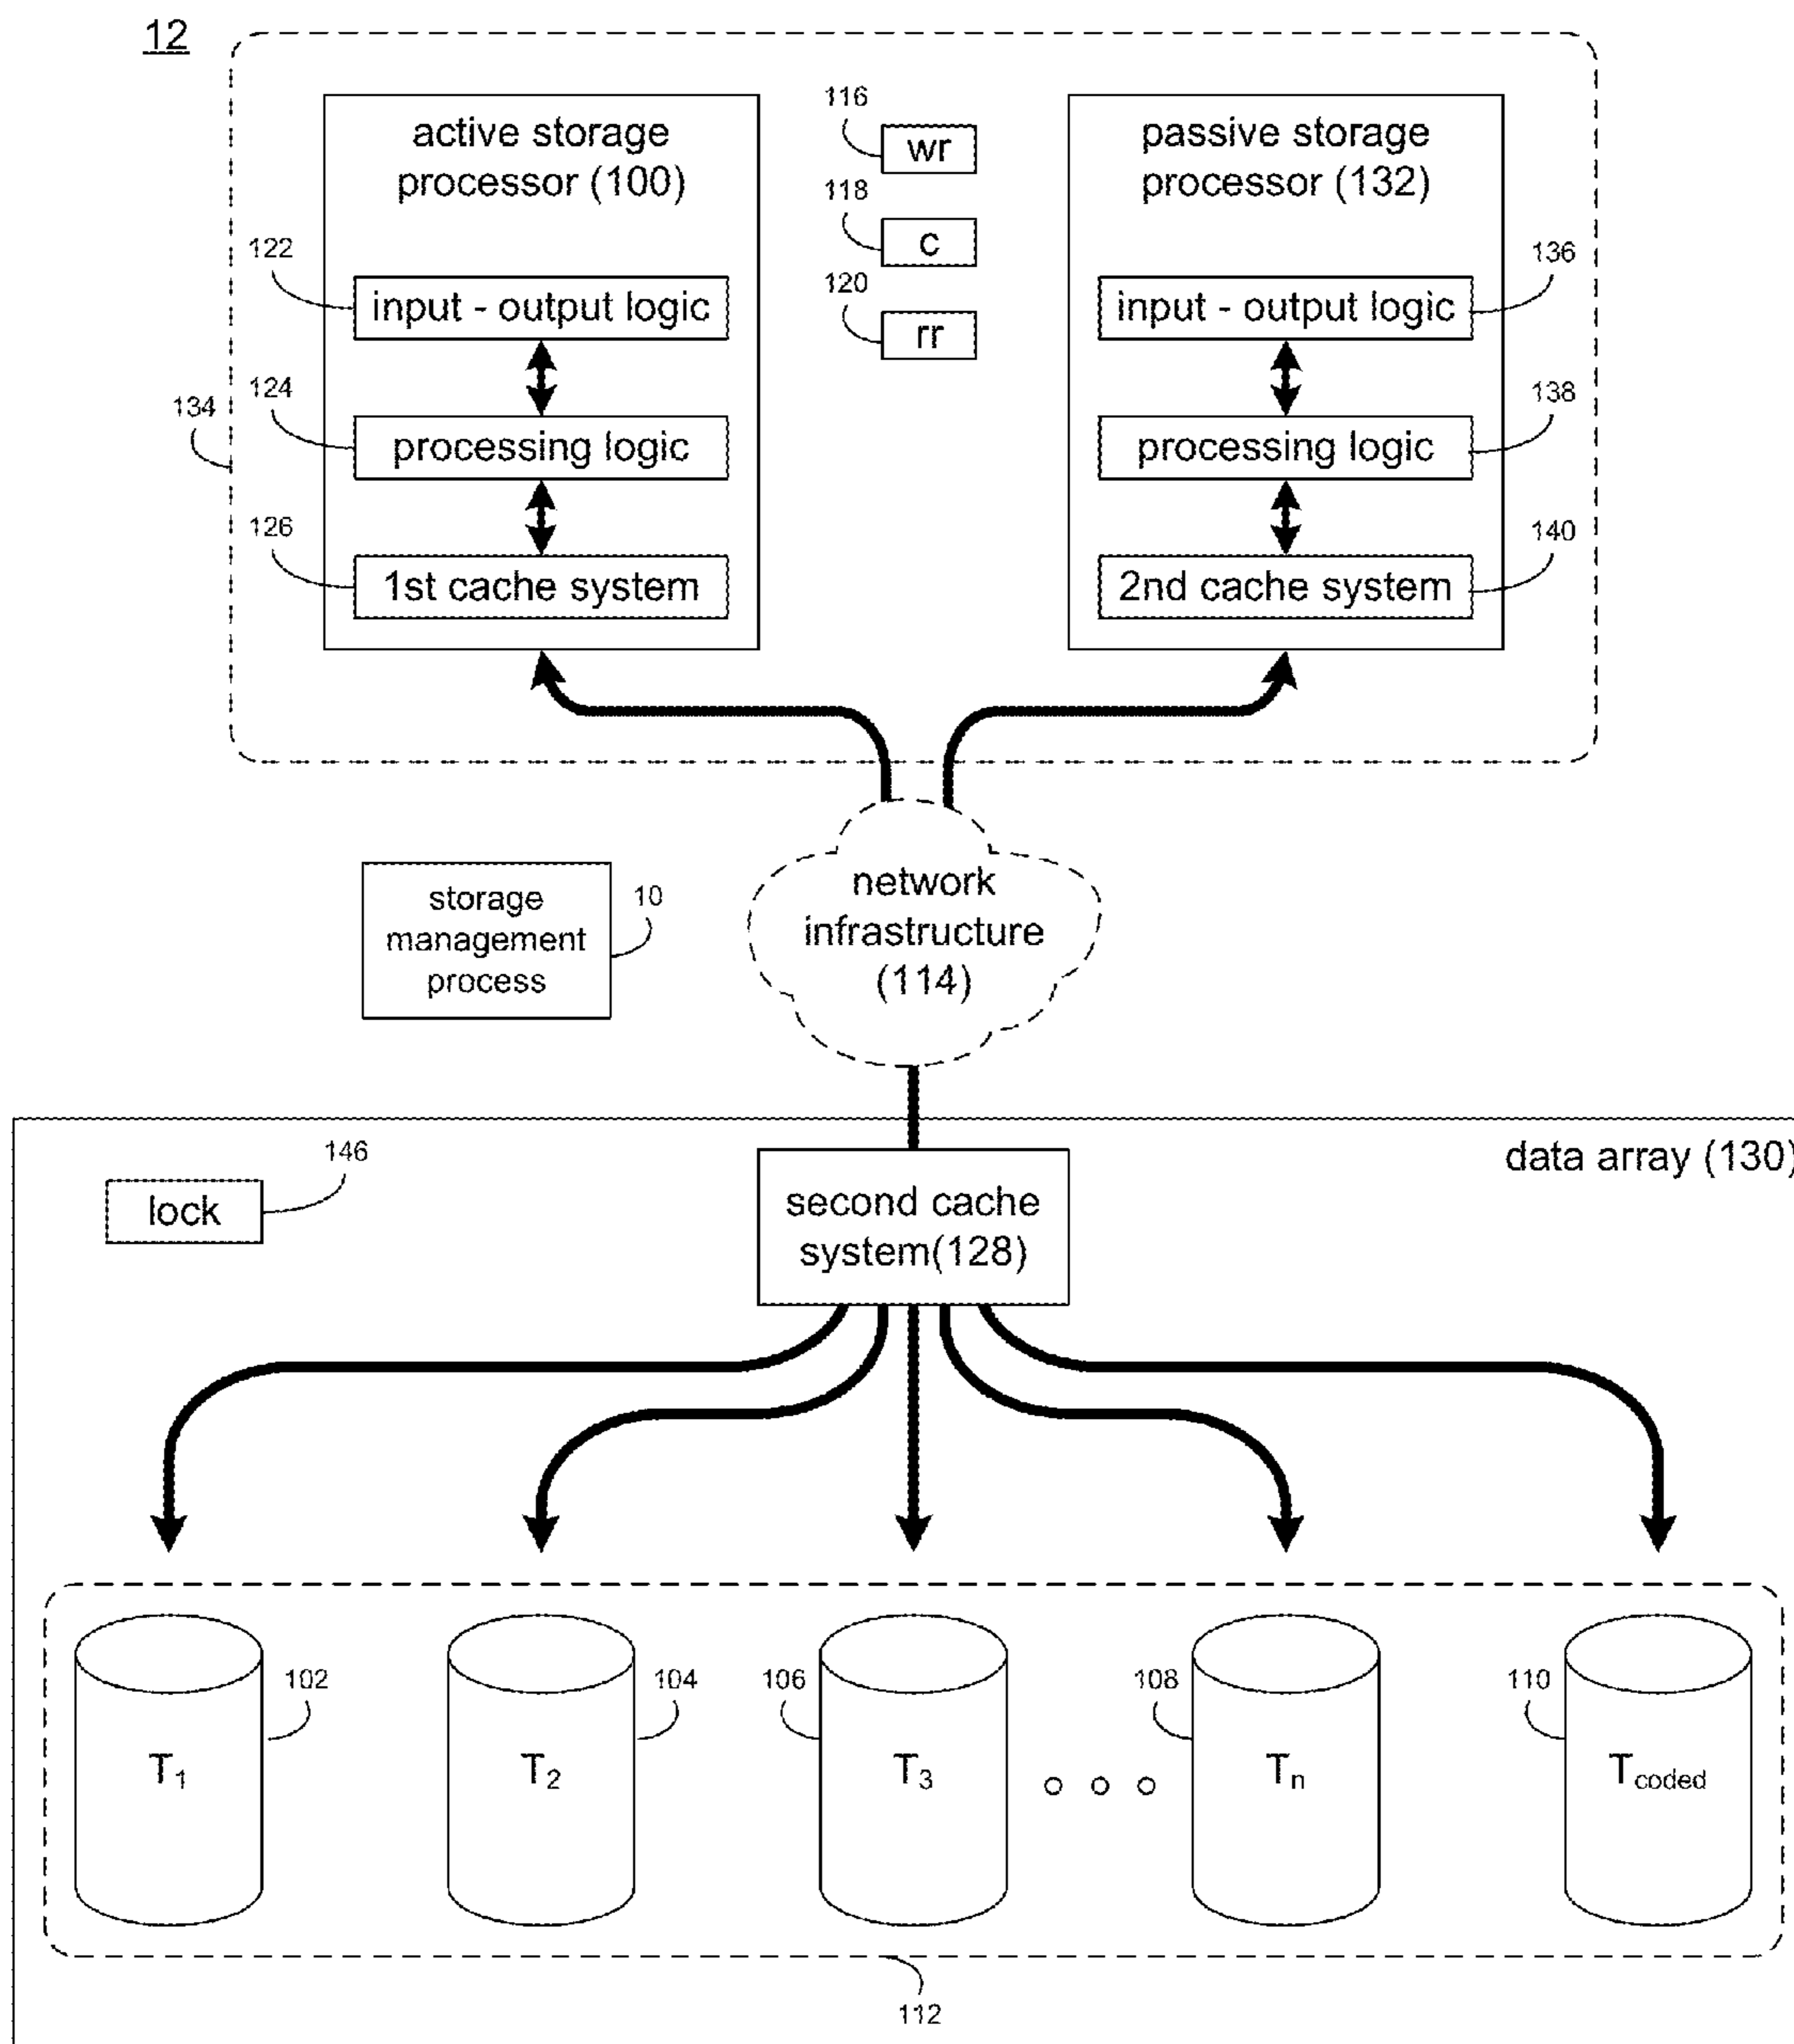 12
active storage
processor (100)
116
wr
118
c
120
rr
passive storage
processor (132)
122
input - output logic
124
processing logic
126
1st cache system
134
input - output logic
136
processing logic
138
2nd cache system
140
storage
management
process
10
network
infrastructure
(114)
146
lock
data array (130)
second cache
system(128)
T1
102
T2
104
106
T3
108
Tn
110
Tcoded
112